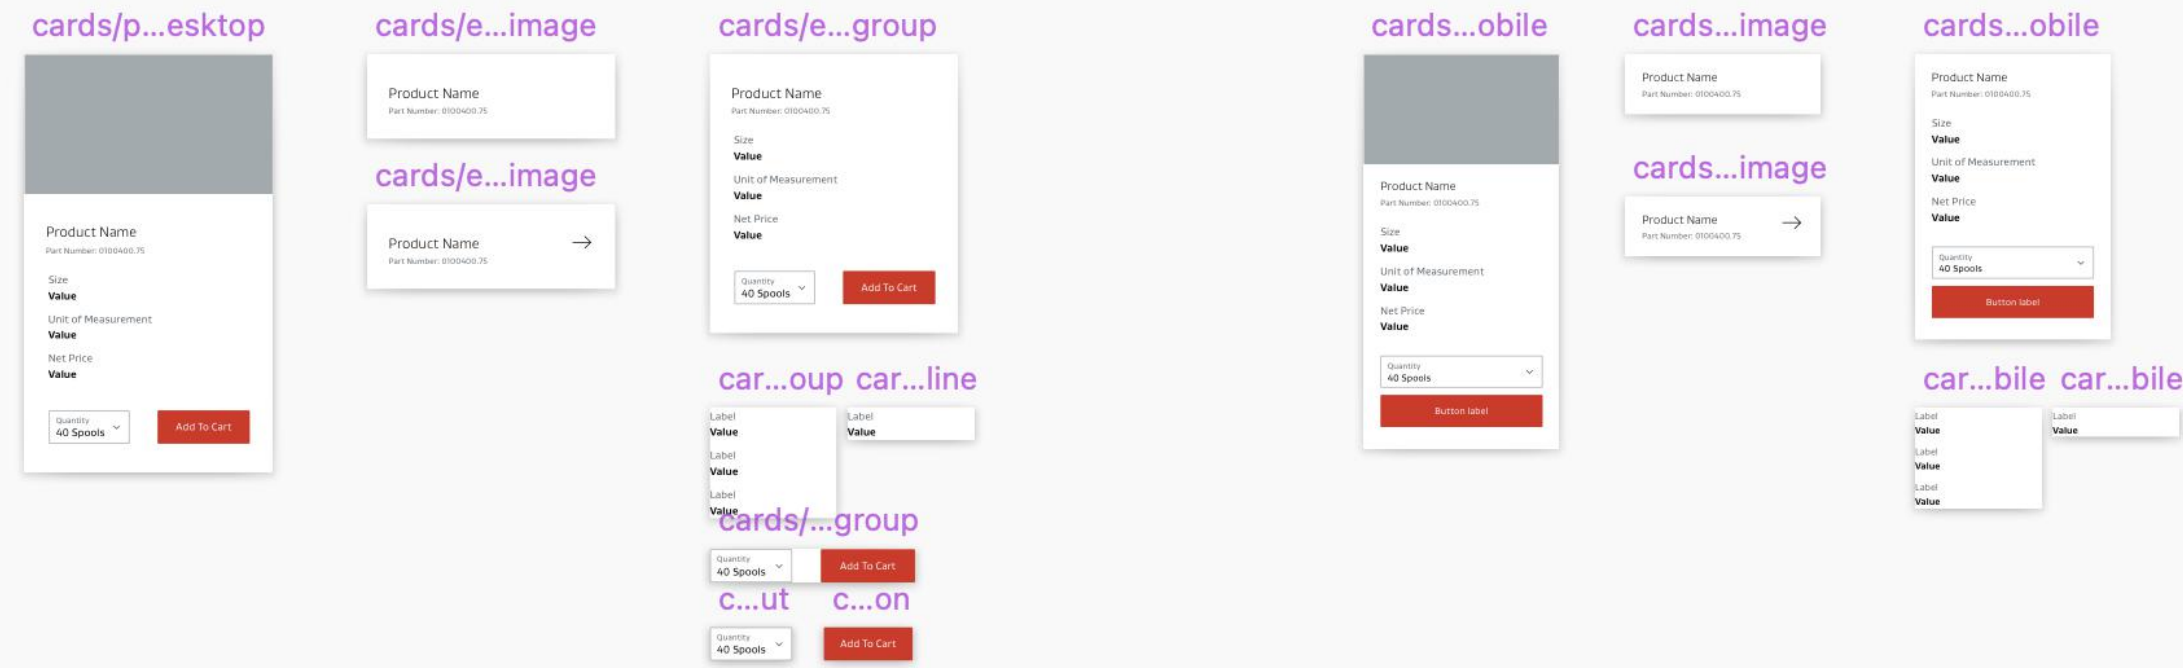 cards/p...esktop
Product Name
Part Number: 0100400.75
Size
Value
Unit of Measurement
Value
Net Price
Value
Quantity
40 Spools
Add To Cart
cards/e...image
Product Name
Part Number: 0100400.75
cards/e...image
Product Name
Part Number: 0100400.75
cards/e...group
Product Name
Part Number: 0100400.75
Size
Value
Unit of Measurement
Value
Net Price
Value
Quantity
40 Spools
Add To Cart
car...oup
Label
Value
Label
Value
Label
Value
car...line
Label
Value
cards/...group
Quantity
40 Spools
Add To Cart
c...ut
Quantity
40 Spools
c...on
Add To Cart
cards...obile
Product Name
Part Number: 0100400.75
Size
Value
Unit of Measurement
Value
Net Price
Value
Quantity
40 Spools
Button label
cards...image
Product Name
Part Number: 0100400.75
cards...image
Product Name
Part Number: 0100400.75
cards...obile
Product Name
Part Number: 0100400.75
Size
Value
Unit of Measurement
Value
Net Price
Value
Quantity
40 Spools
Button label
car...bile
Label
Value
Label
Value
Label
Value
car...bile
Label
Value